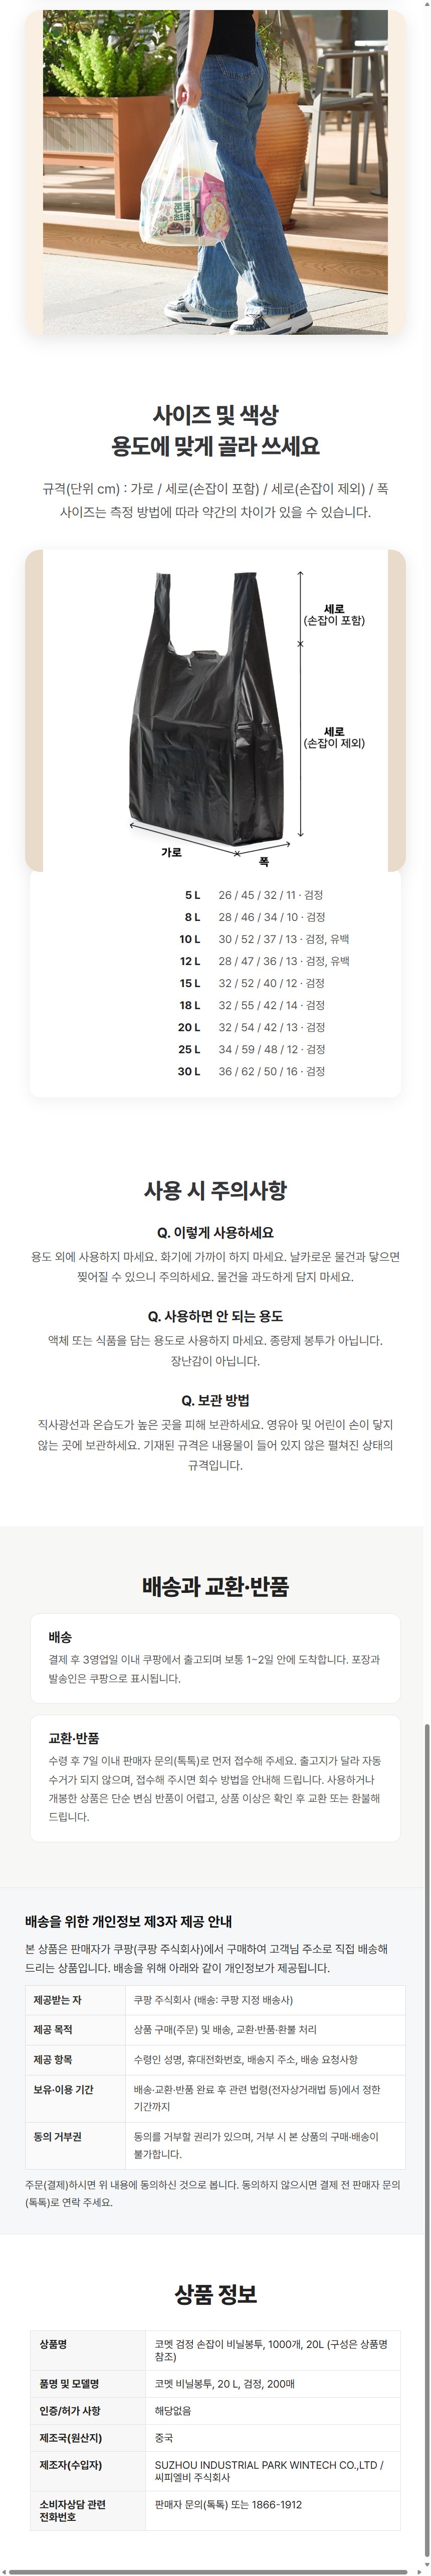 사이즈 및 색상
용도에 맞게 골라 쓰세요
규격(단위 cm) : 가로 / 세로(손잡이 포함) / 세로(손잡이 제외) / 폭
사이즈는 측정 방법에 따라 약간의 차이가 있을 수 있습니다.
세로
(손잡이 포함)
세로
(손잡이 제외)
가로
폭
5 L 26 / 45 / 32 / 11 · 검정
8 L 28 / 46 / 34 / 10 · 검정
10 L 30 / 52 / 37 / 13 · 검정, 유백
12 L 28 / 47 / 36 / 13 · 검정, 유백
15 L 32 / 52 / 40 / 12 · 검정
18 L 32 / 55 / 42 / 14 · 검정
20 L 32 / 54 / 42 / 13 · 검정
25 L 34 / 59 / 48 / 12 · 검정
30 L 36 / 62 / 50 / 16 · 검정
사용 시 주의사항
Q. 이렇게 사용하세요
용도 외에 사용하지 마세요. 화기에 가까이 하지 마세요. 날카로운 물건과 닿으면
찢어질 수 있으니 주의하세요. 물건을 과도하게 담지 마세요.
Q. 사용하면 안 되는 용도
액체 또는 식품을 담는 용도로 사용하지 마세요. 종량제 봉투가 아닙니다.
장난감이 아닙니다.
Q. 보관 방법
직사광선과 온습도가 높은 곳을 피해 보관하세요. 영유아 및 어린이 손이 닿지
않는 곳에 보관하세요. 기재된 규격은 내용물이 들어 있지 않은 펼쳐진 상태의
규격입니다.
배송과 교환·반품
배송
결제 후 3영업일 이내 쿠팡에서 출고되며 보통 1~2일 안에 도착합니다. 포장과
발송인은 쿠팡으로 표시됩니다.
교환·반품
수령 후 7일 이내 판매자 문의(톡톡)로 먼저 접수해 주세요. 출고지가 달라 자동
수거가 되지 않으며, 접수해 주시면 회수 방법을 안내해 드립니다. 사용하거나
개봉한 상품은 단순 변심 반품이 어렵고, 상품 이상은 확인 후 교환 또는 환불해
드립니다.
배송을 위한 개인정보 제3자 제공 안내
본 상품은 판매자가 쿠팡(쿠팡 주식회사)에서 구매하여 고객님 주소로 직접 배송해
드리는 상품입니다. 배송을 위해 아래와 같이 개인정보가 제공됩니다.
제공받는 자 쿠팡 주식회사 (배송: 쿠팡 지정 배송사)
제공 목적 상품 구매(주문) 및 배송, 교환·반품·환불 처리
제공 항목 수령인 성명, 휴대전화번호, 배송지 주소, 배송 요청사항
보유·이용 기간 배송·교환·반품 완료 후 관련 법령(전자상거래법 등)에서 정한
기간까지
동의 거부권 동의를 거부할 권리가 있으며, 거부 시 본 상품의 구매·배송이
불가합니다.
주문(결제)하시면 위 내용에 동의하신 것으로 봅니다. 동의하지 않으시면 결제 전 판매자 문의
(톡톡)로 연락 주세요.
상품 정보
상품명 코멧 검정 손잡이 비닐봉투, 1000개, 20L (구성은 상품명
참조)
품명 및 모델명 코멧 비닐봉투, 20 L, 검정, 200매
인증/허가 사항 해당없음
제조국(원산지) 중국
제조자(수입자) SUZHOU INDUSTRIAL PARK WINTECH CO.,LTD /
씨피엘비 주식회사
소비자상담 관련 판매자 문의(톡톡) 또는 1866-1912
전화번호